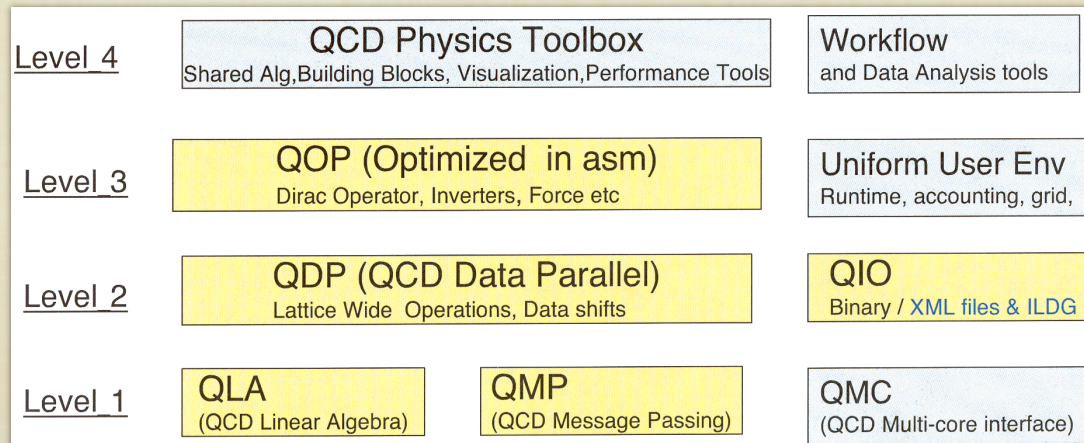 Level_4
QCD Physics Toolbox
Shared Alg,Building Blocks, Visualization,Performance Tools
Workflow
and Data Analysis tools
Level_3
QOP (Optimized in asm)
Dirac Operator, Inverters, Force etc
Uniform User Env
Runtime, accounting, grid,
Level_2
QDP (QCD Data Parallel)
Lattice Wide Operations, Data shifts
QIO
Binary / XML files & ILDG
Level_1
QLA
(QCD Linear Algebra)
QMP
(QCD Message Passing)
QMC
(QCD Multi-core interface)